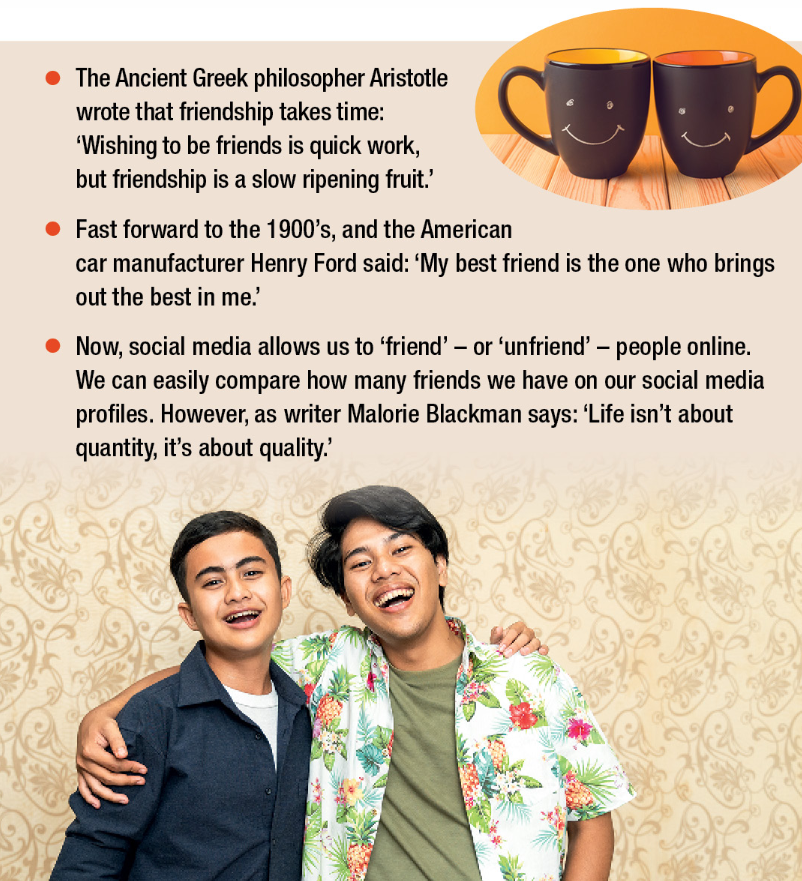 The Ancient Greek philosopher Aristotle
wrote that friendship takes time:
‘Wishing to be friends is quick work,
but friendship is a slow ripening fruit.’
Fast forward to the 1900’s, and the American
car manufacturer Henry Ford said: ‘My best friend is the one who brings
out the best in me.’
Now, social media allows us to ‘friend’ – or ‘unfriend’ – people online.
We can easily compare how many friends we have on our social media
profiles. However, as writer Malorie Blackman says: ‘Life isn’t about
quantity, it’s about quality.’